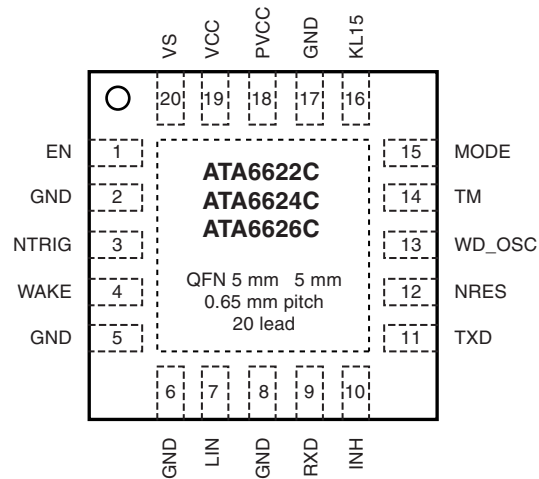 VS VCC PVCC GND KL15
20 19 18 17 16
EN 1
GND 2
NTRIG 3
WAKE 4
GND 5
ATA6622C
ATA6624C
ATA6626C
QFN 5 mm 5 mm
0.65 mm pitch
20 lead
15 MODE
14 TM
13 WD_OSC
12 NRES
11 TXD
6 7 8 9 10
GND LIN GND RXD INH